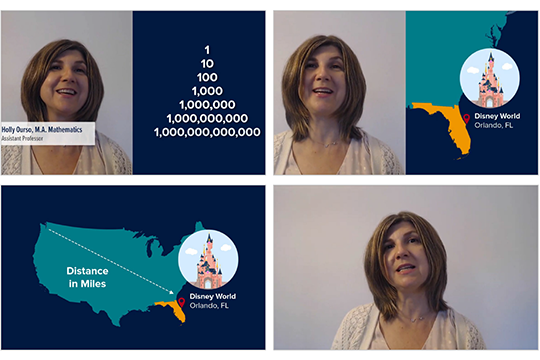 1
10
100
1,000
1,000,000
1,000,000,000
1,000,000,000,000
Holly Ourso, M.A. Mathematics
Assistant Professor
Disney World
Orlando, FL
Distance
in Miles
Disney World
Orlando, FL